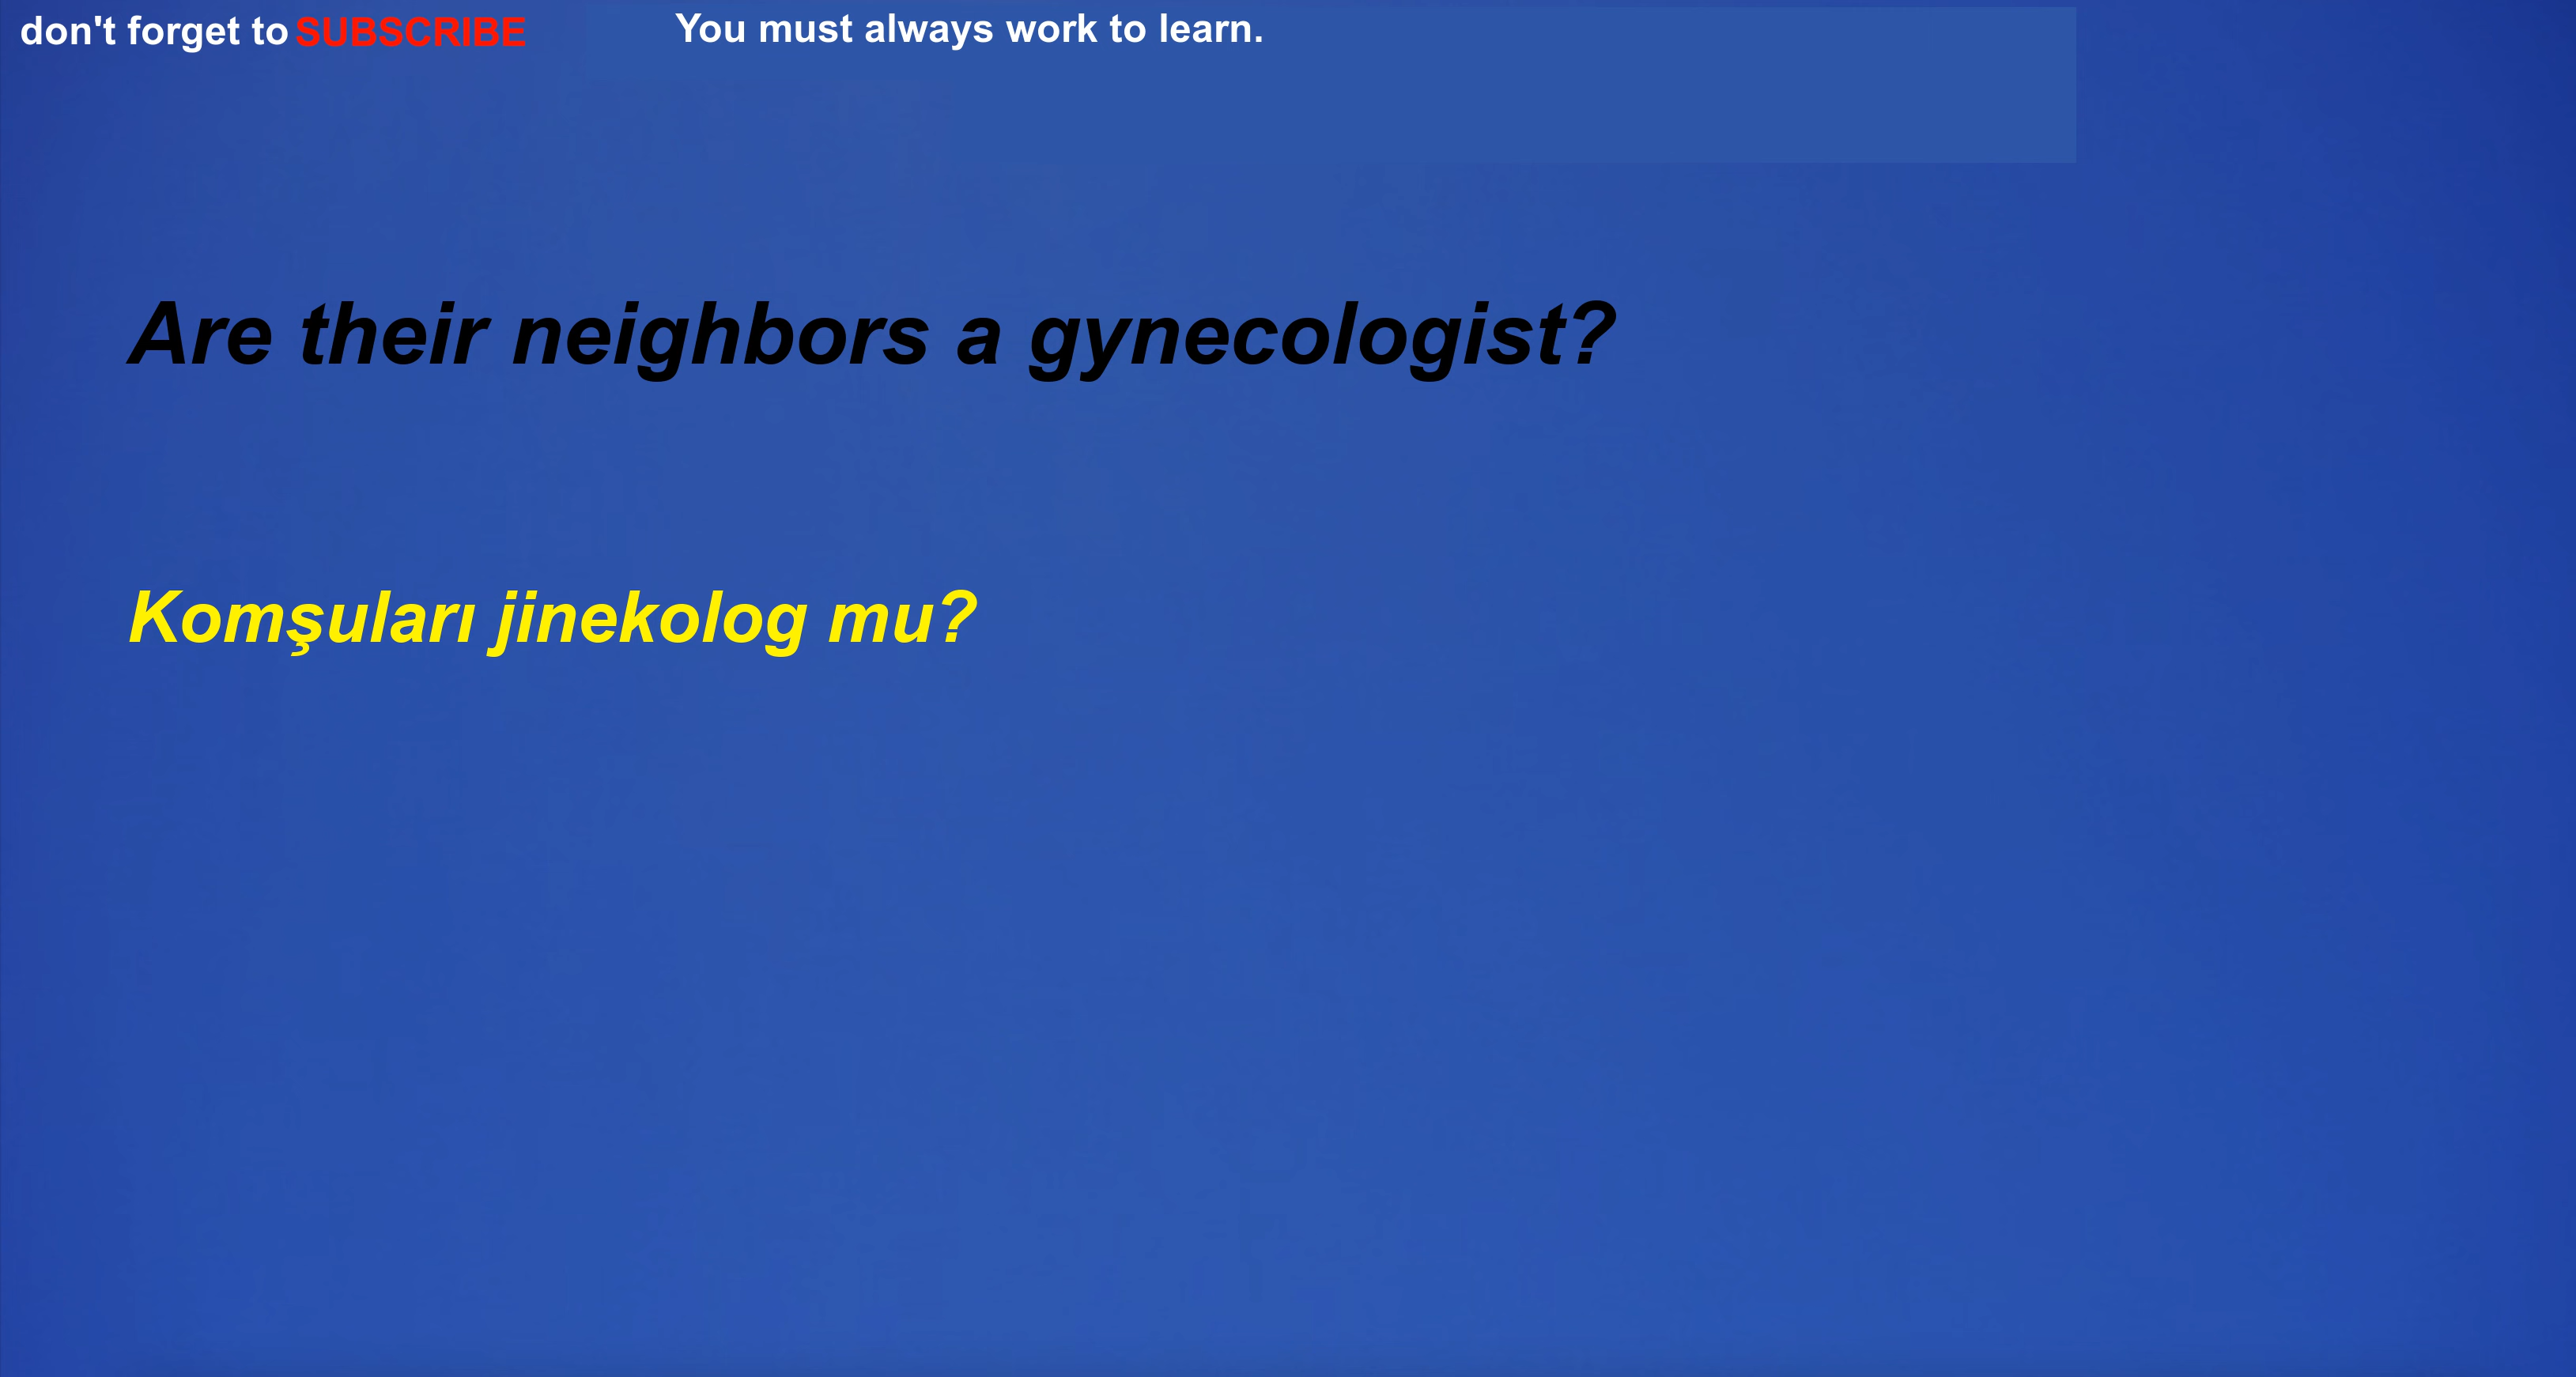 don't forget to SUBSCRIBE
You must always work to learn.
Are their neighbors a gynecologist?
Komşuları jinekolog mu?